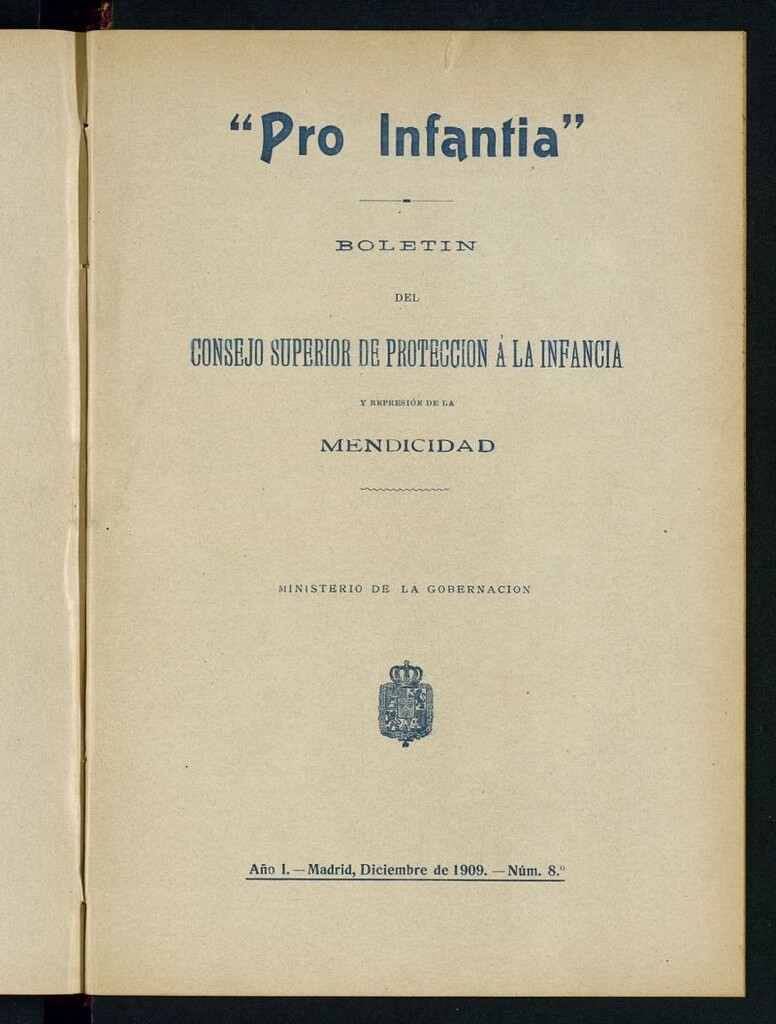 “Pro Infantia”
BOLETIN
DEL
CONSEJO SUPERIOR DE PROTECCION Á LA INFANCIA
Y REPRESIÓN DE LA
MENDICIDAD
MINISTERIO DE LA GOBERNACION
Año I. — Madrid, Diciembre de 1909. — Núm. 8.º